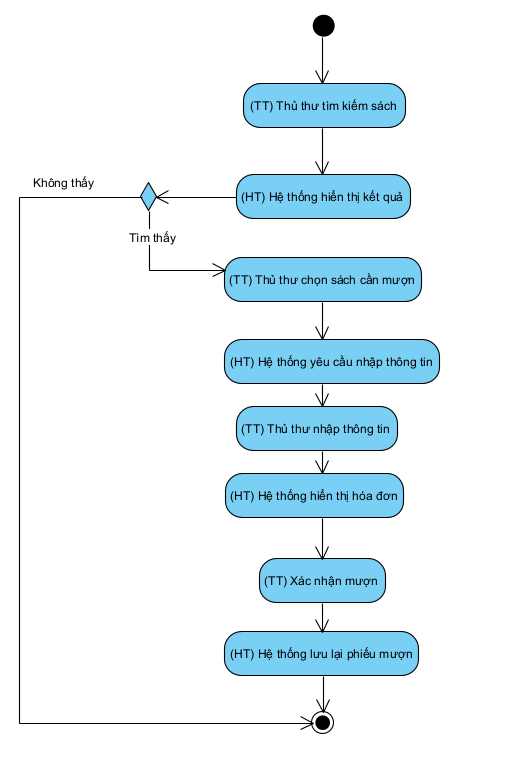 (TT) Thủ thư tìm kiếm sách
Không thấy
(HT) Hệ thống hiển thị kết quả
Tìm thấy
(TT) Thủ thư chọn sách cần mượn
(HT) Hệ thống yêu cầu nhập thông tin
(TT) Thủ thư nhập thông tin
(HT) Hệ thống hiển thị hóa đơn
(TT) Xác nhận mượn
(HT) Hệ thống lưu lại phiếu mượn